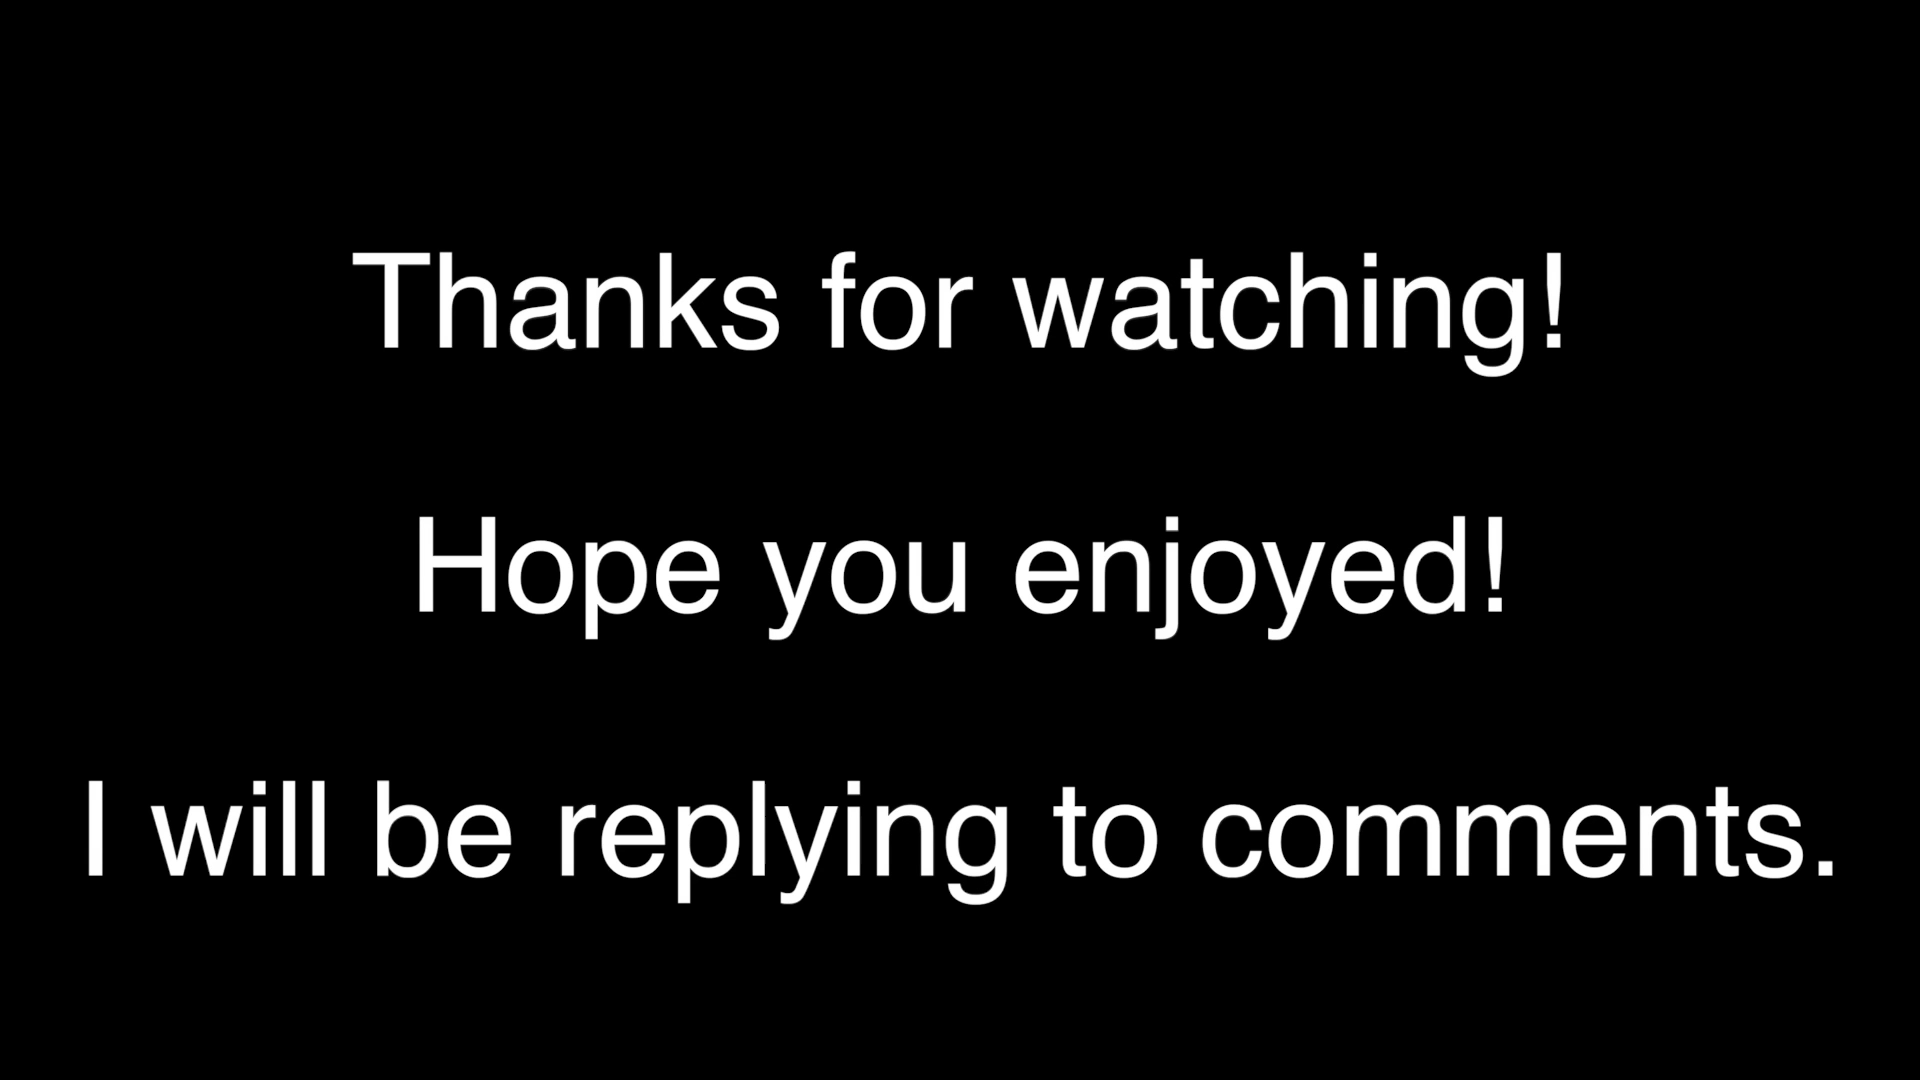 Thanks for watching!
Hope you enjoyed!
I will be replying to comments.